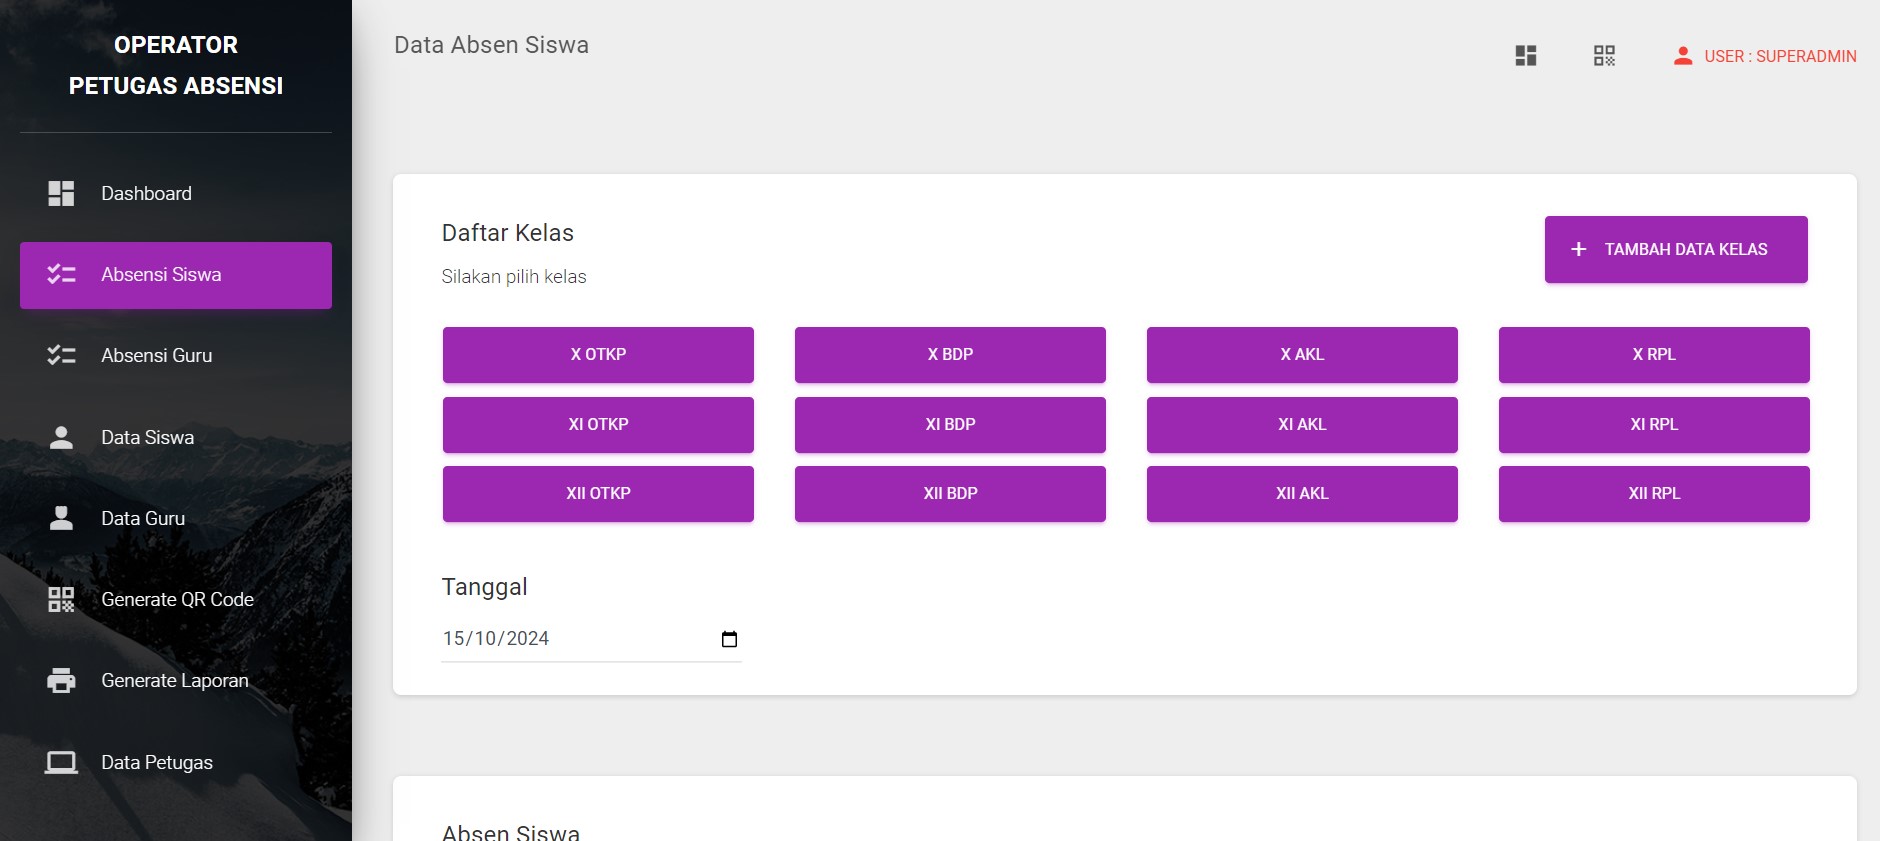 OPERATOR
PETUGAS ABSENSI
Dashboard
Absensi Siswa
Absensi Guru
Data Siswa
Data Guru
Generate QR Code
Generate Laporan
Data Petugas
Data Absen Siswa
USER : SUPERADMIN
Daftar Kelas
Silakan pilih kelas
+ TAMBAH DATA KELAS
X OTKP X BDP X AKL X RPL
XI OTKP XI BDP XI AKL XI RPL
XII OTKP XII BDP XII AKL XII RPL
Tanggal
15/10/2024
Absen Siswa